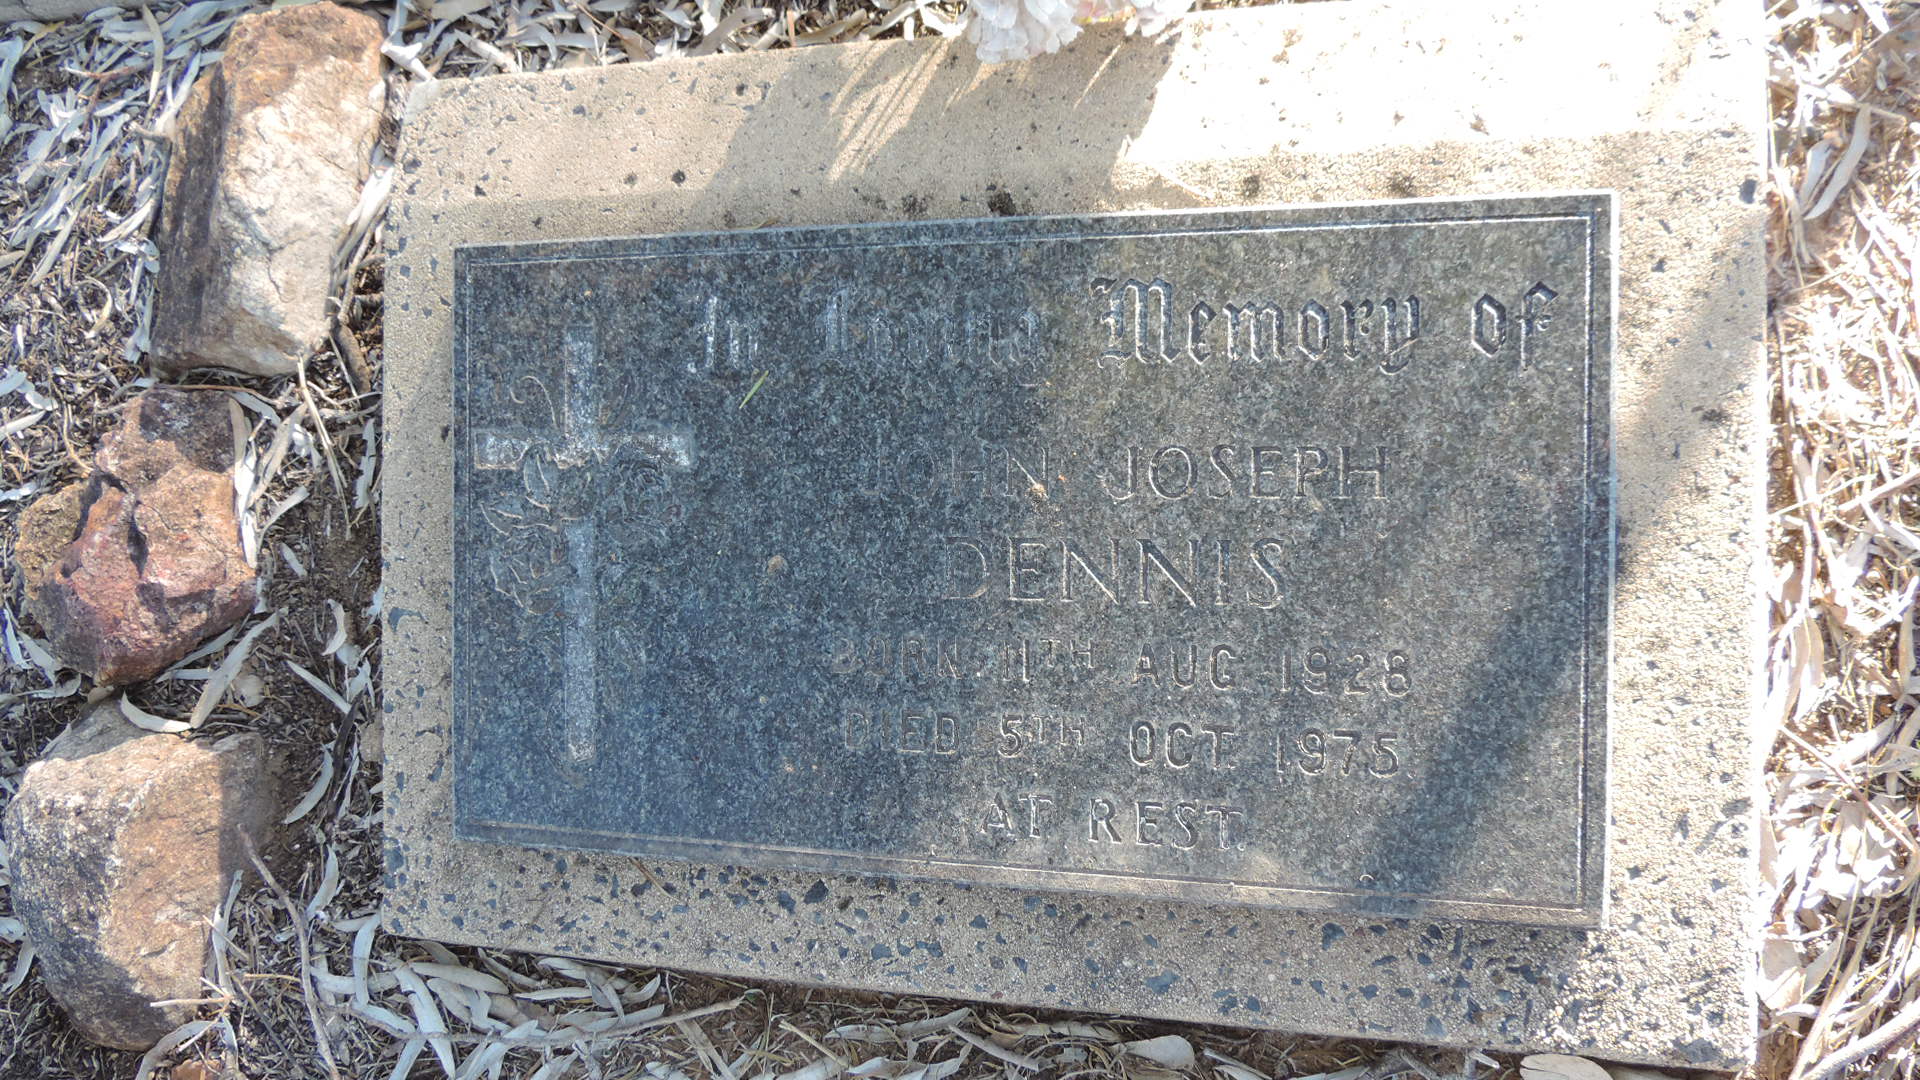 In Loving Memory of
JOHN JOSEPH
DENNIS
BORN 11TH AUG 1928
DIED 5TH OCT. 1975.
AT REST.